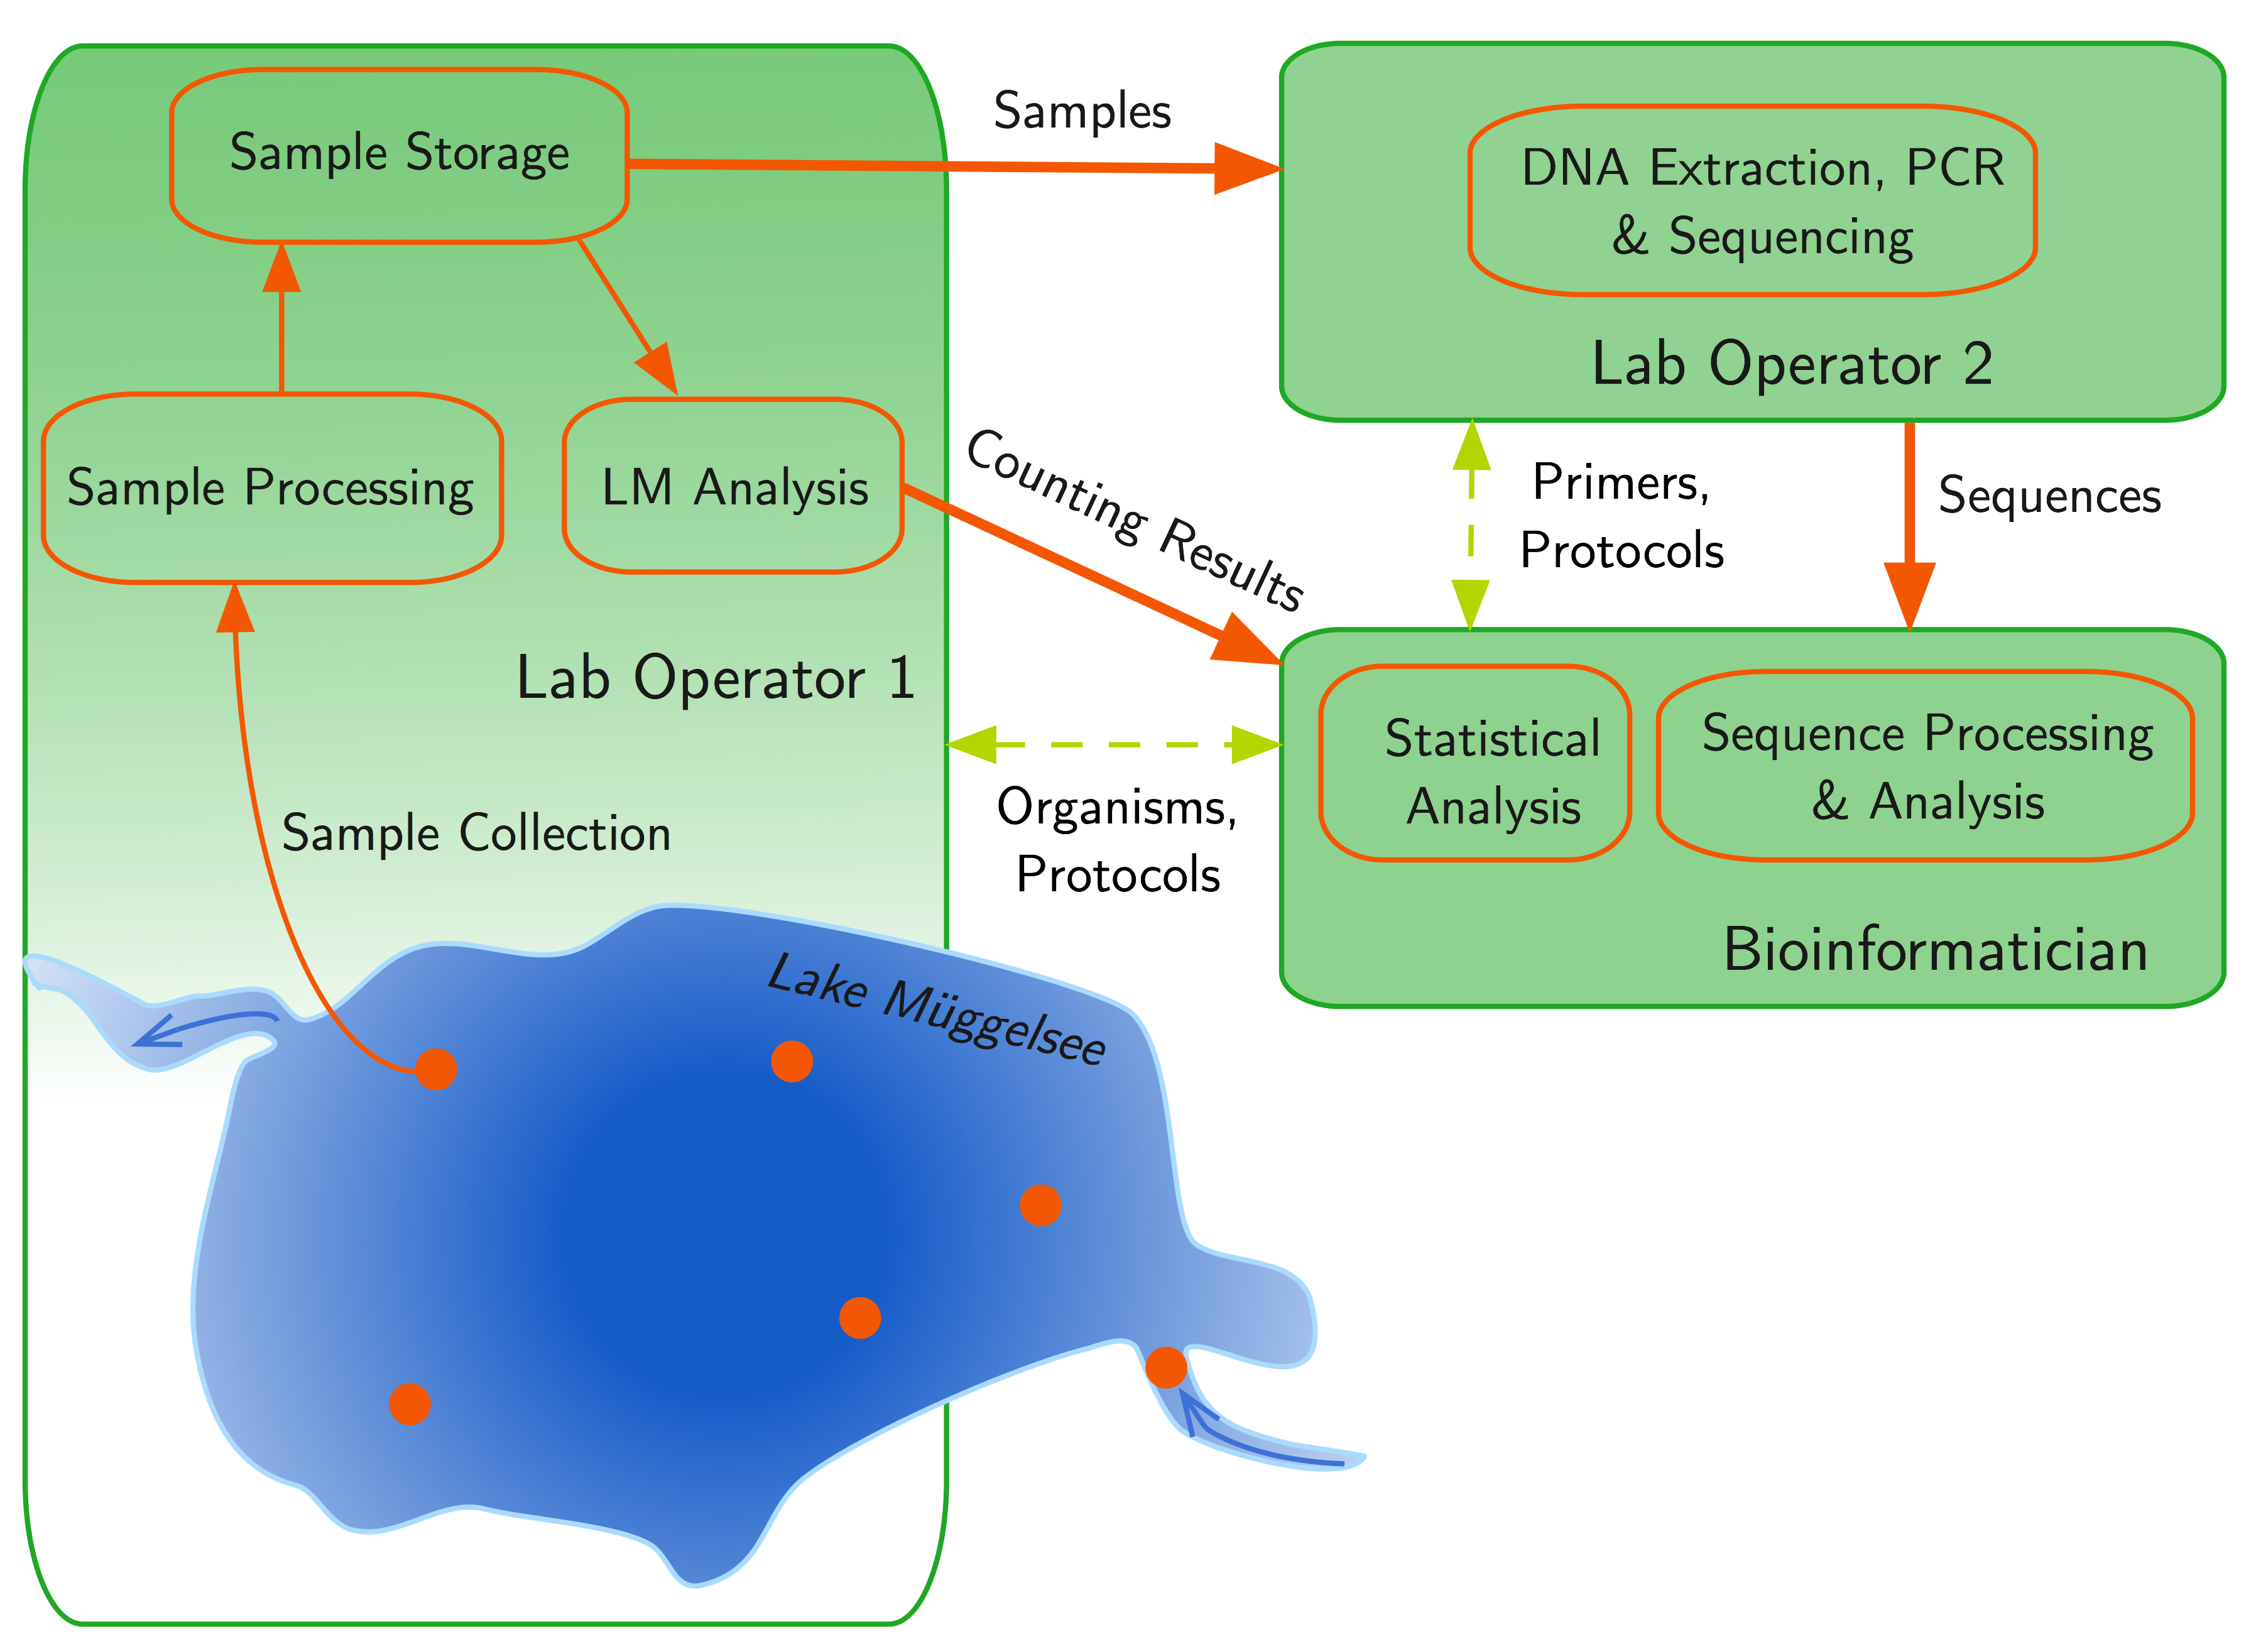 Sample Storage
Samples
DNA Extraction, PCR
& Sequencing
Lab Operator 2
Sample Processing
LM Analysis
Counting Results
Primers,
Protocols
Sequences
Lab Operator 1
Organisms,
Protocols
Statistical
Analysis
Sequence Processing
& Analysis
Bioinformatician
Sample Collection
Lake Müggelsee